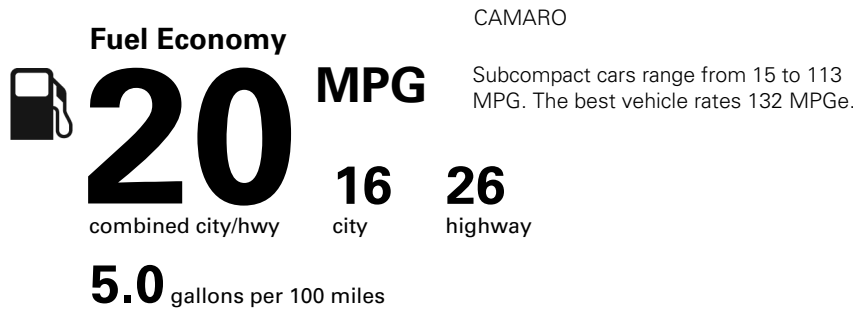 CAMARO
Fuel Economy
20 MPG
Subcompact cars range from 15 to 113
MPG. The best vehicle rates 132 MPGe.
16 26
combined city/hwy city highway
5.0 gallons per 100 miles